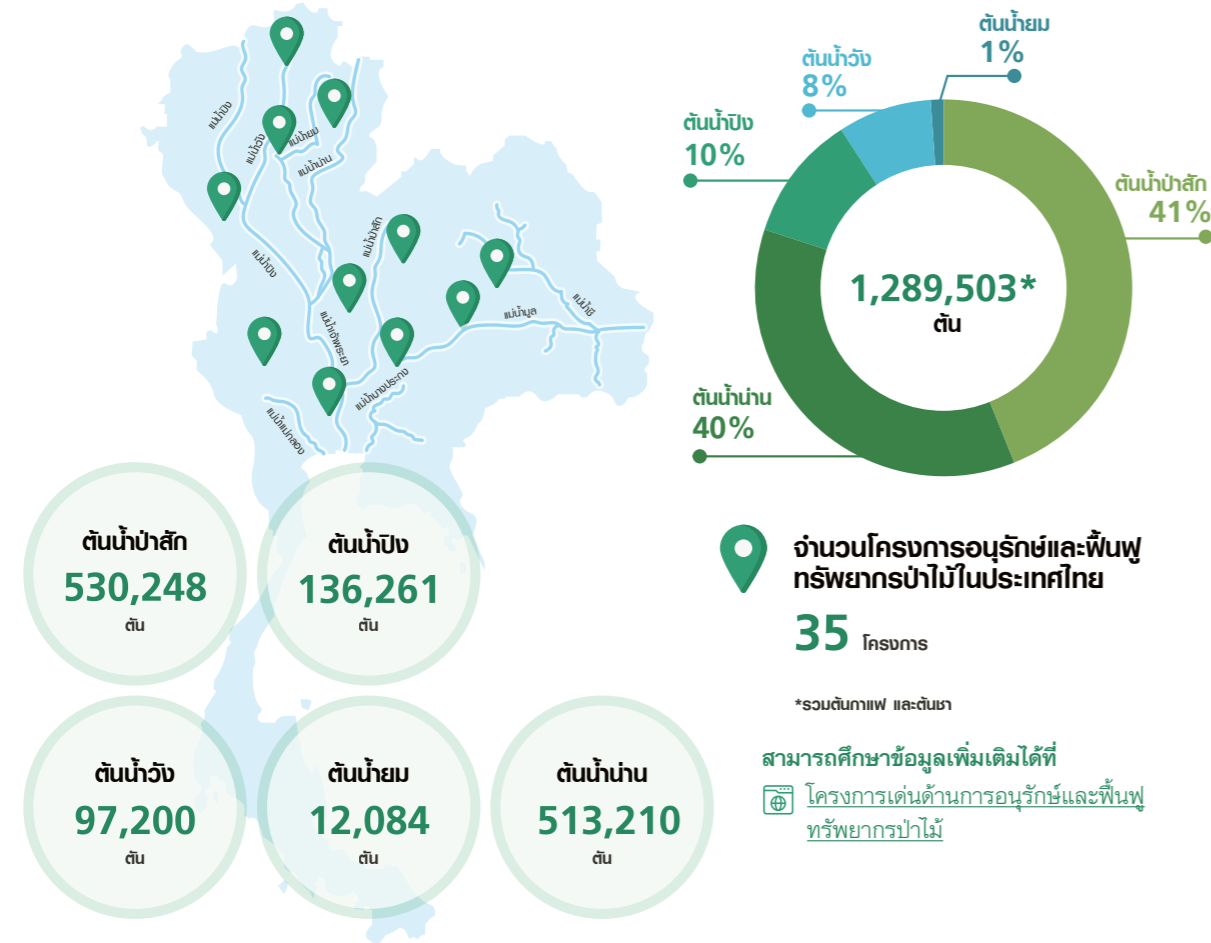 แม่น้ำปิง
แม่น้ำวัง
แม่น้ำยม
แม่น้ำน่าน
แม่น้ำปิง
แม่น้ำป่าสัก
แม่น้ำเจ้าพระยา
แม่น้ำมูล
แม่น้ำชี
แม่น้ำบางปะกง
แม่น้ำแม่กลอง
ต้นน้ำยม
1%
ต้นน้ำวัง
8%
ต้นน้ำปิง
10%
ต้นน้ำป่าสัก
41%
ต้นน้ำน่าน
40%
1,289,503*
ต้น
ต้นน้ำป่าสัก
530,248
ต้น
ต้นน้ำปิง
136,261
ต้น
ต้นน้ำวัง
97,200
ต้น
ต้นน้ำยม
12,084
ต้น
ต้นน้ำน่าน
513,210
ต้น
จำนวนโครงการอนุรักษ์และฟื้นฟู
ทรัพยากรป่าไม้ในประเทศไทย
35 โครงการ
*รวมต้นกาแฟ และต้นชา
สามารถศึกษาข้อมูลเพิ่มเติมได้ที่
โครงการเด่นด้านการอนุรักษ์และฟื้นฟู
ทรัพยากรป่าไม้